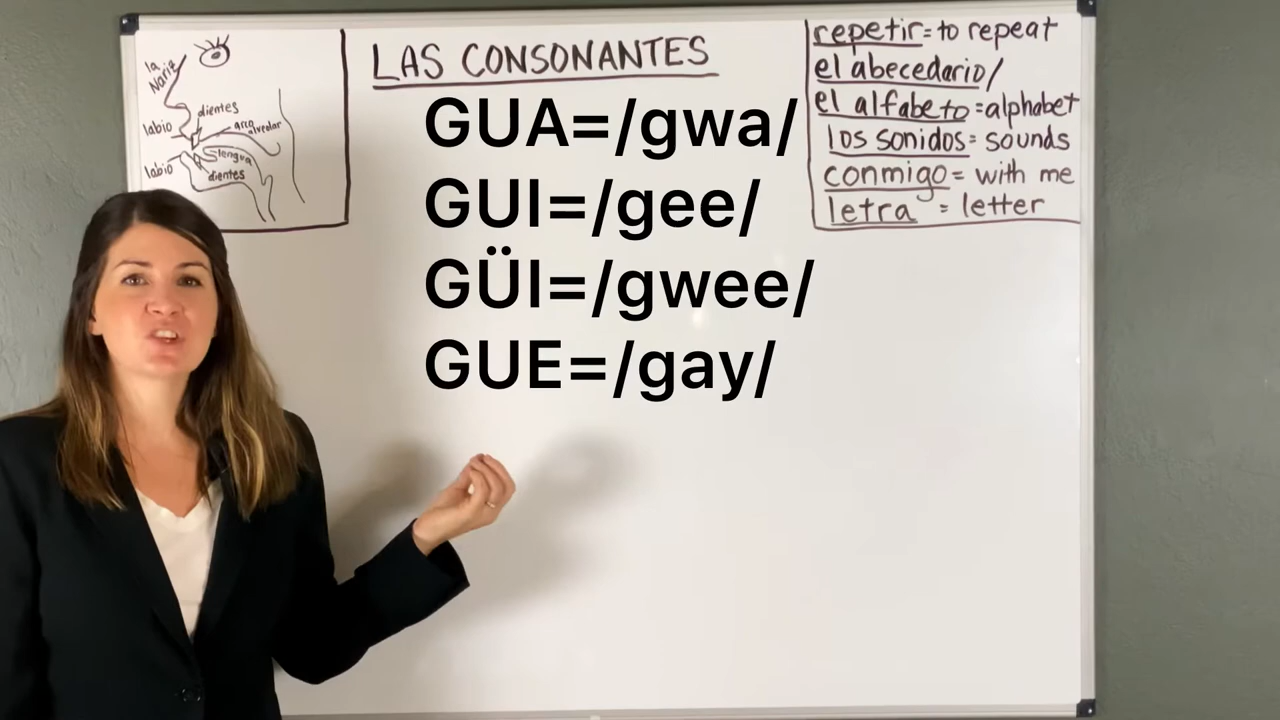 la
Nariz
dientes
labio
arco
alveolar
lengua
labio
dientes
LAS CONSONANTES
GUA=/gwa/
GUI=/gee/
GÜI=/gwee/
GUE=/gay/
repetir=to repeat
el abecedario/
el alfabeto=alphabet
los sonidos= sounds
conmigo= with me
letra = letter